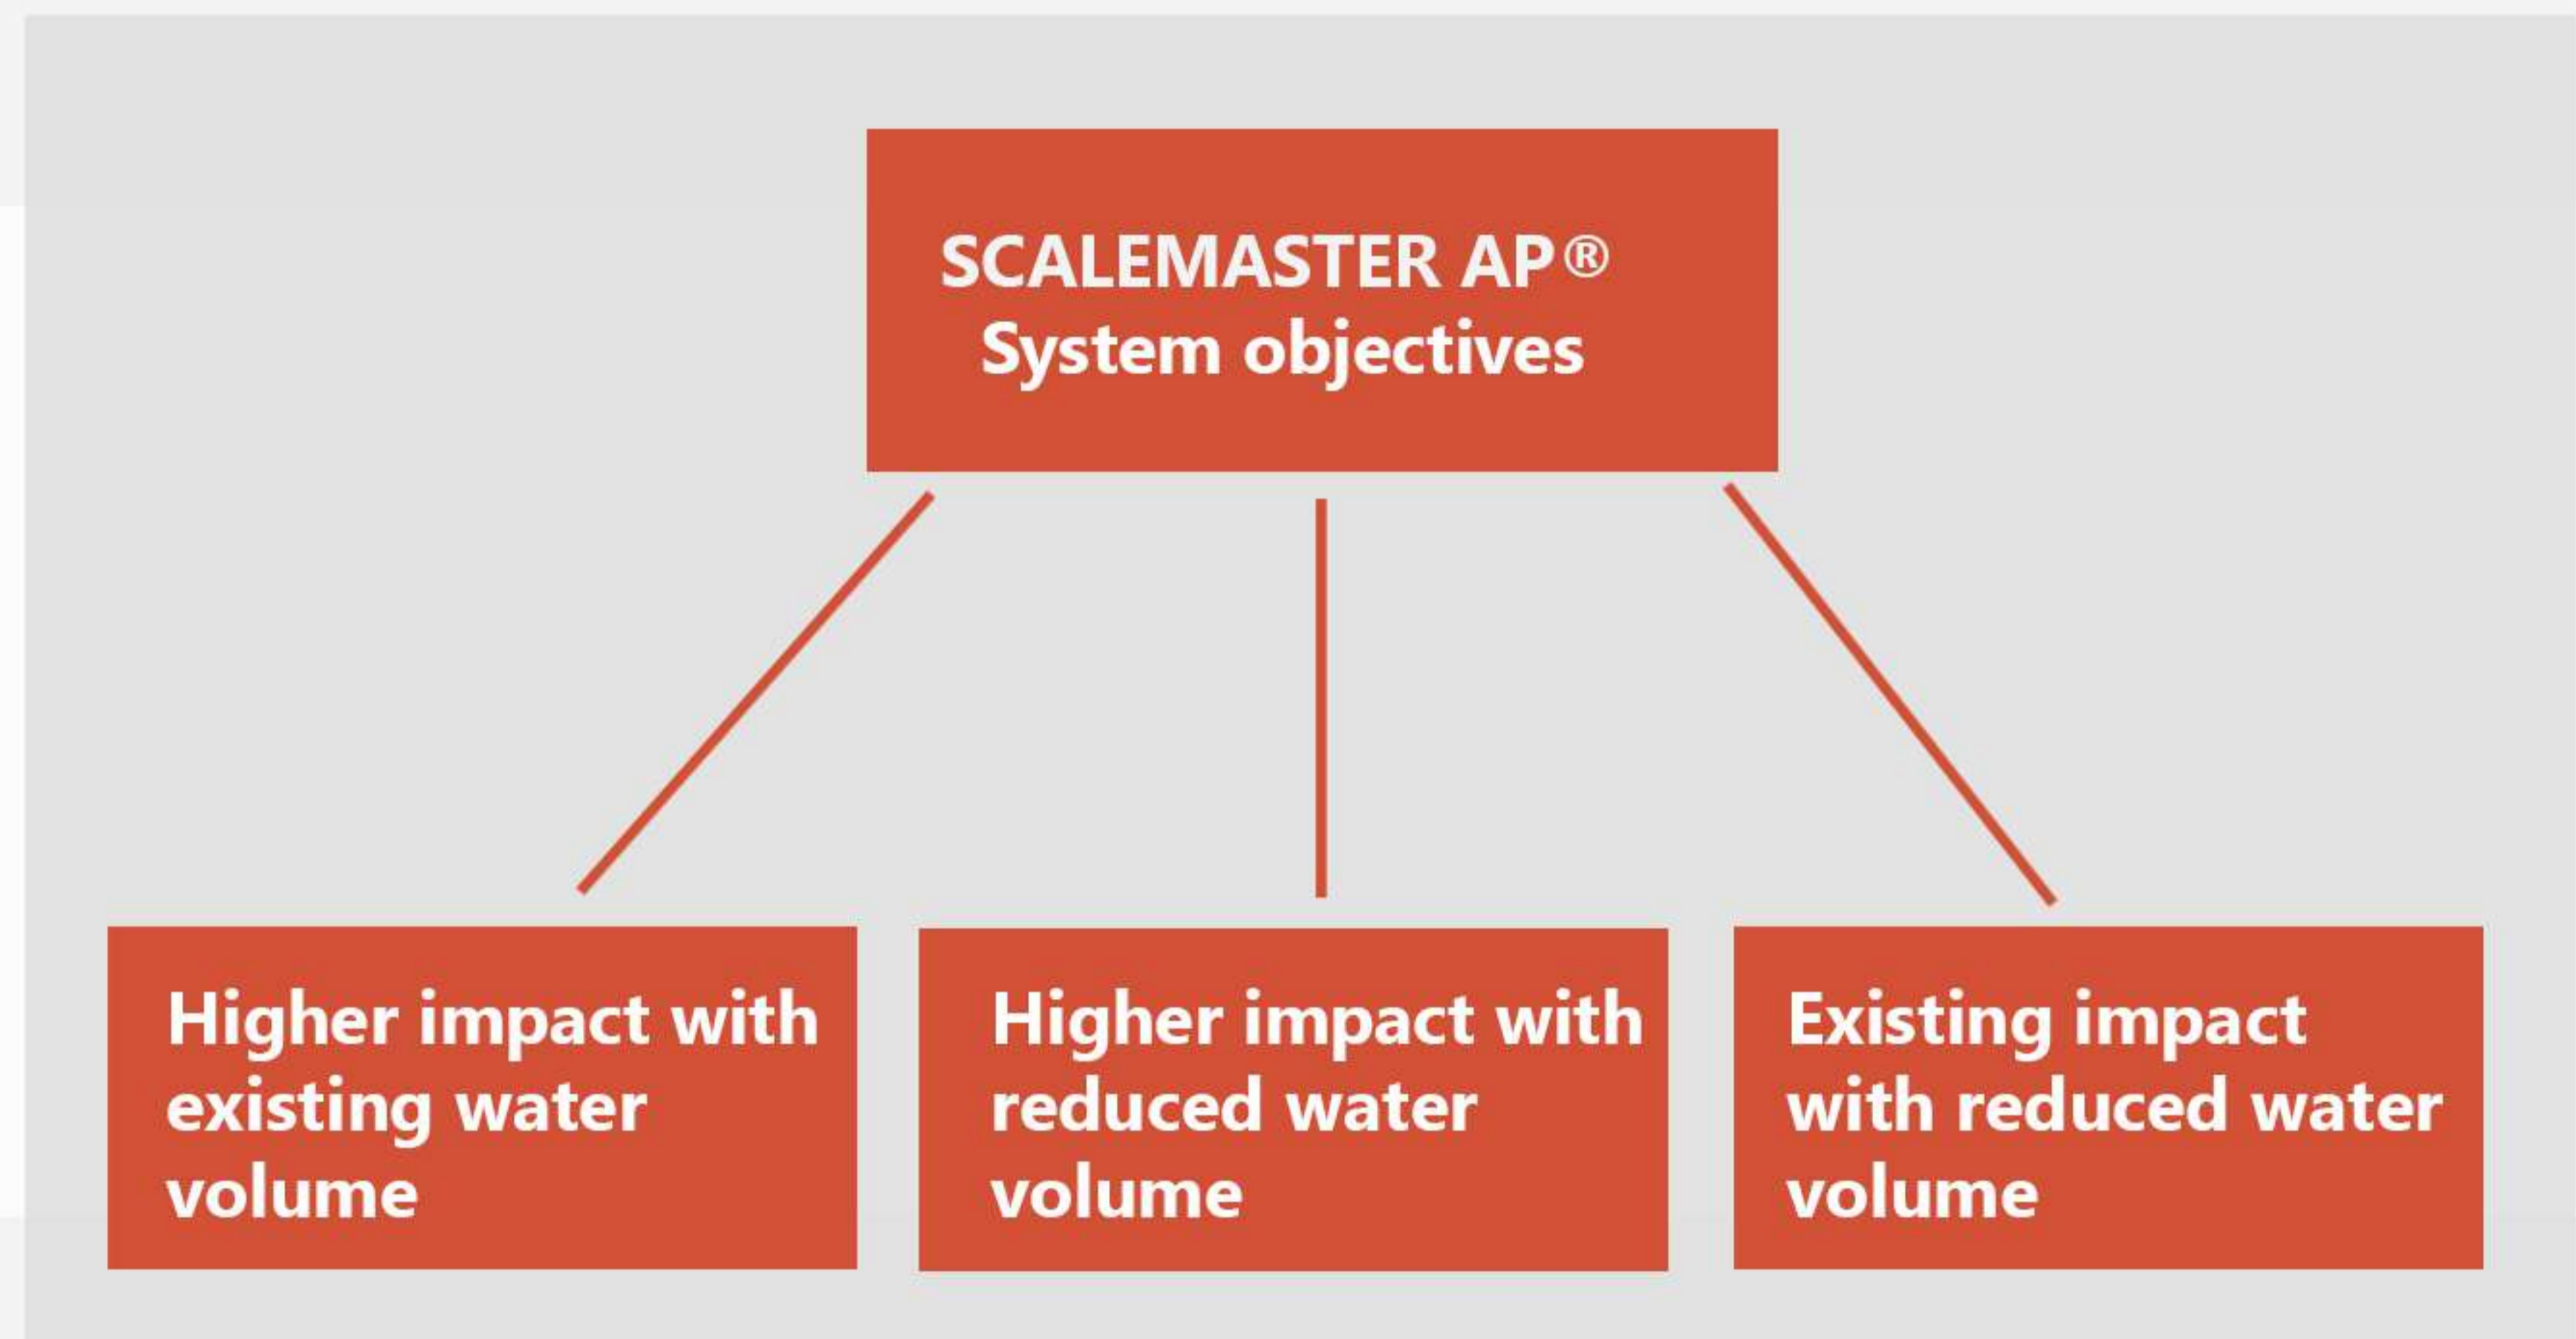 SCALEMASTER AP®
System objectives
Higher impact with
existing water
volume
Higher impact with
reduced water
volume
Existing impact
with reduced water
volume